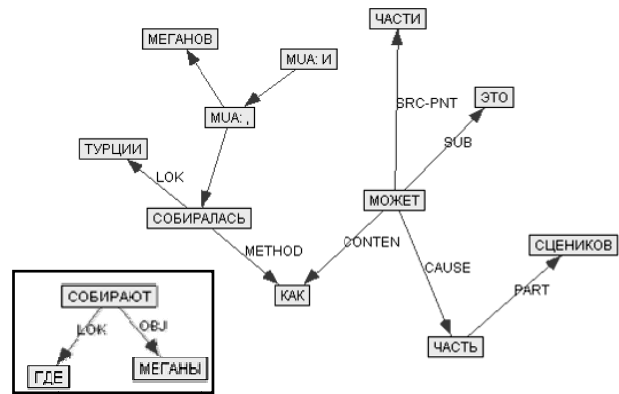 ЧАСТИ
МЕГАНОВ
MUA: И
SRC-PNT
ЭТО
MUA: ,
SUB
ТУРЦИИ
LOK
МОЖЕТ
СОБИРАЛАСЬ
METHOD
CONTEN
СЦЕНИКОВ
CAUSE
PART
КАК
СОБИРАЮТ
LOK
OBJ
ЧАСТЬ
ГДЕ
МЕГАНЫ